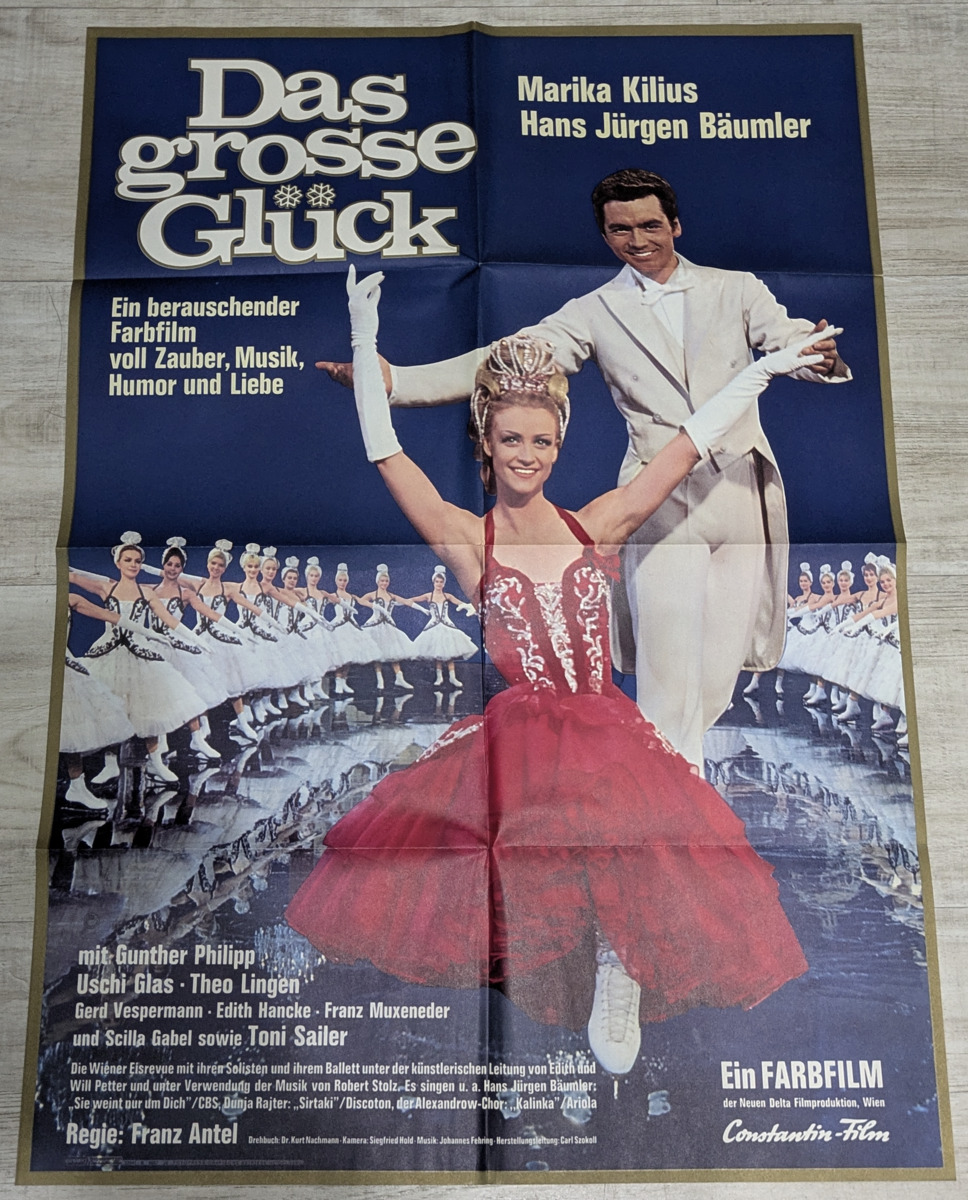 Das
grosse
Glück
Marika Kilius
Hans Jürgen Bäumler
Ein berauschender
Farbfilm
voll Zauber, Musik,
Humor und Liebe
mit Gunther Philipp
Uschi Glas · Theo Lingen
Gerd Vespermann · Edith Hancke · Franz Muxeneder
und Scilla Gabel sowie Toni Sailer
Die Wiener Eisrevue mit ihren Solisten und ihrem Ballett unter der künstlerischen Leitung von Edith und
Will Petter und unter Verwendung der Musik von Robert Stolz. Es singen u. a. Hans Jürgen Bäumler:
„Sie weint nur um Dich"/CBS, Dunja Rajter: „Sirtaki"/Discoton, der Alexandrow-Chor: „Kalinka"/Ariola
Regie: Franz Antel
Drehbuch: Dr. Kurt Nachmann · Kamera: Siegfried Hold · Musik: Johannes Fehring · Herstellungsleitung: Carl Szokoll
Ein FARBFILM
der Neuen Delta Filmproduktion, Wien
Constantin-Film